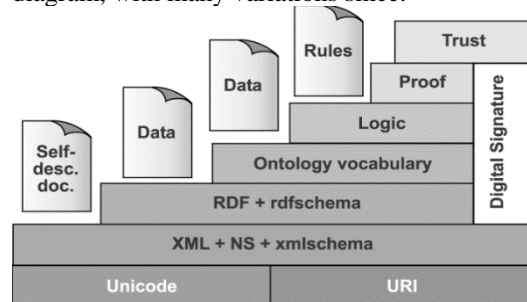 diagram, with many variations since.
Trust
Rules
Proof
Data
Logic
Data
Self-
desc.
doc.
Ontology vocabulary
Digital Signature
RDF + rdfschema
XML + NS + xmlschema
Unicode
URI